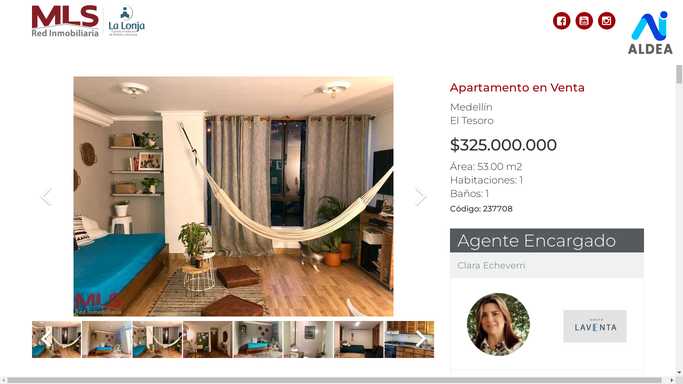 MLS
Red Inmobiliaria
La Lonja
ALDEA
Apartamento en Venta
Medellín
El Tesoro
$325.000.000
Área: 53.00 m2
Habitaciones: 1
Baños: 1
Código: 237708
Agente Encargado
Clara Echeverri
LAVENTA
MLS